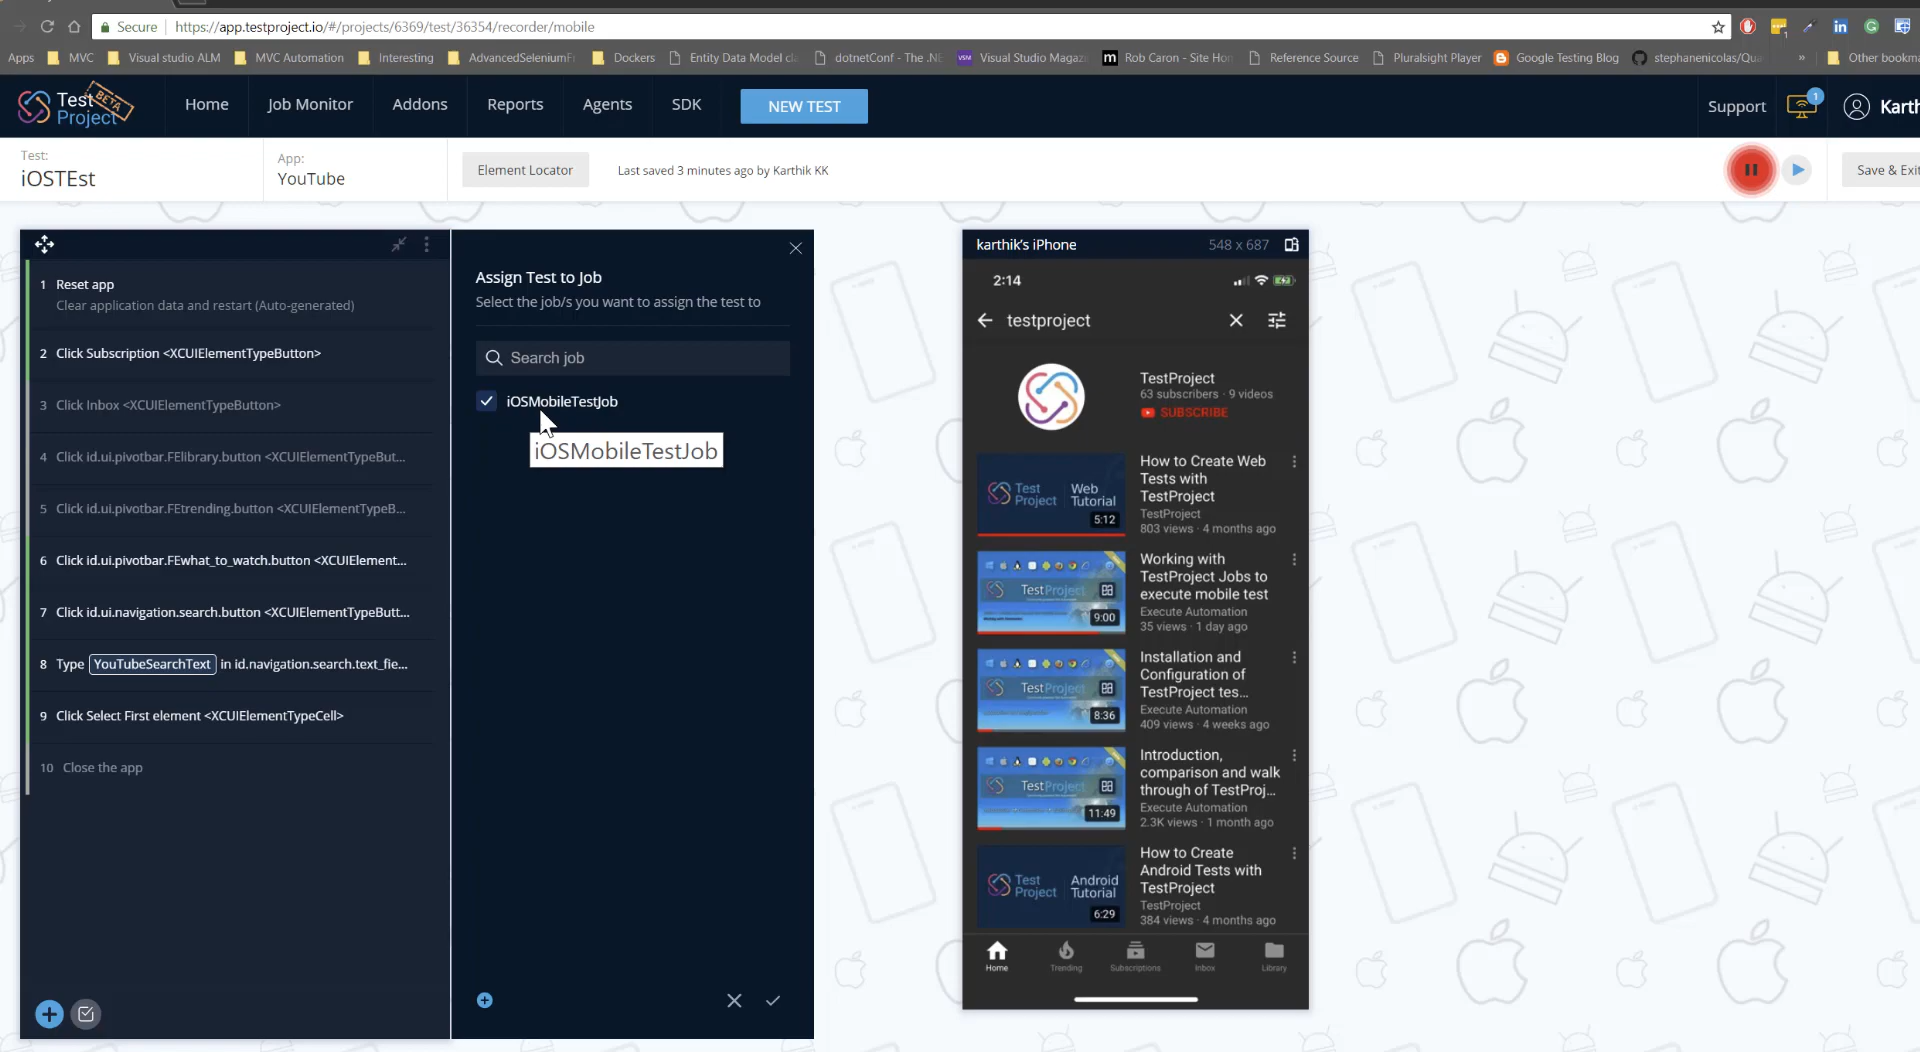 Secure https://app.testproject.io/#/projects/6369/test/36354/recorder/mobile
Apps MVC Visual studio ALM MVC Automation Interesting AdvancedSeleniumF Dockers Entity Data Model cla dotnetConf - The .NE Visual Studio Magaz Rob Caron - Site Hom Reference Source Pluralsight Player Google Testing Blog stephanenicolas/Qua » Other bookma
Test Project BETA
Home Job Monitor Addons Reports Agents SDK NEW TEST Support 1 Karth
Test:
iOSTEst
App:
YouTube
Element Locator
Last saved 3 minutes ago by Karthik KK
Save & Exit
1 Reset app
Clear application data and restart (Auto-generated)
2 Click Subscription <XCUIElementTypeButton>
3 Click Inbox <XCUIElementTypeButton>
4 Click id.ui.pivotbar.FElibrary.button <XCUIElementTypeBut...
5 Click id.ui.pivotbar.FEtrending.button <XCUIElementTypeB...
6 Click id.ui.pivotbar.FEwhat_to_watch.button <XCUIElement...
7 Click id.ui.navigation.search.button <XCUIElementTypeButt...
8 Type YouTubeSearchText in id.navigation.search.text_fie...
9 Click Select First element <XCUIElementTypeCell>
10 Close the app
Assign Test to Job
Select the job/s you want to assign the test to
Search job
iOSMobileTestJob
iOSMobileTestJob
karthik's iPhone 548 x 687
2:14
testproject
TestProject
63 subscribers · 9 videos
SUBSCRIBE
Test Project Web Tutorial
5:12
How to Create Web
Tests with
TestProject
TestProject
803 views · 4 months ago
TestProject
9:00
Working with
TestProject Jobs to
execute mobile test
Execute Automation
35 views · 1 day ago
TestProject
8:36
Installation and
Configuration of
TestProject tes...
Execute Automation
409 views · 4 weeks ago
TestProject
11:49
Introduction,
comparison and walk
through of TestProj...
Execute Automation
2.3K views · 1 month ago
Test Project Android Tutorial
6:29
How to Create
Android Tests with
TestProject
TestProject
384 views · 4 months ago
Home Trending Subscriptions Inbox Library